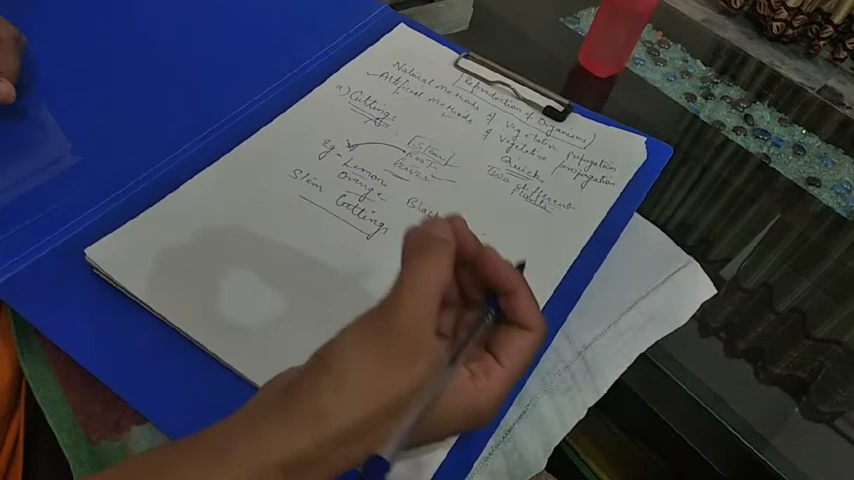 Reproduction of Organisms
Natural methods of Vegetative propagation
Artifical methods of Vegetative propagation
a) Cuttings
Stem
Root
Leaves
Quick
Two different
Plants
Eg:
Lemon
Orange
Stem Cuttings